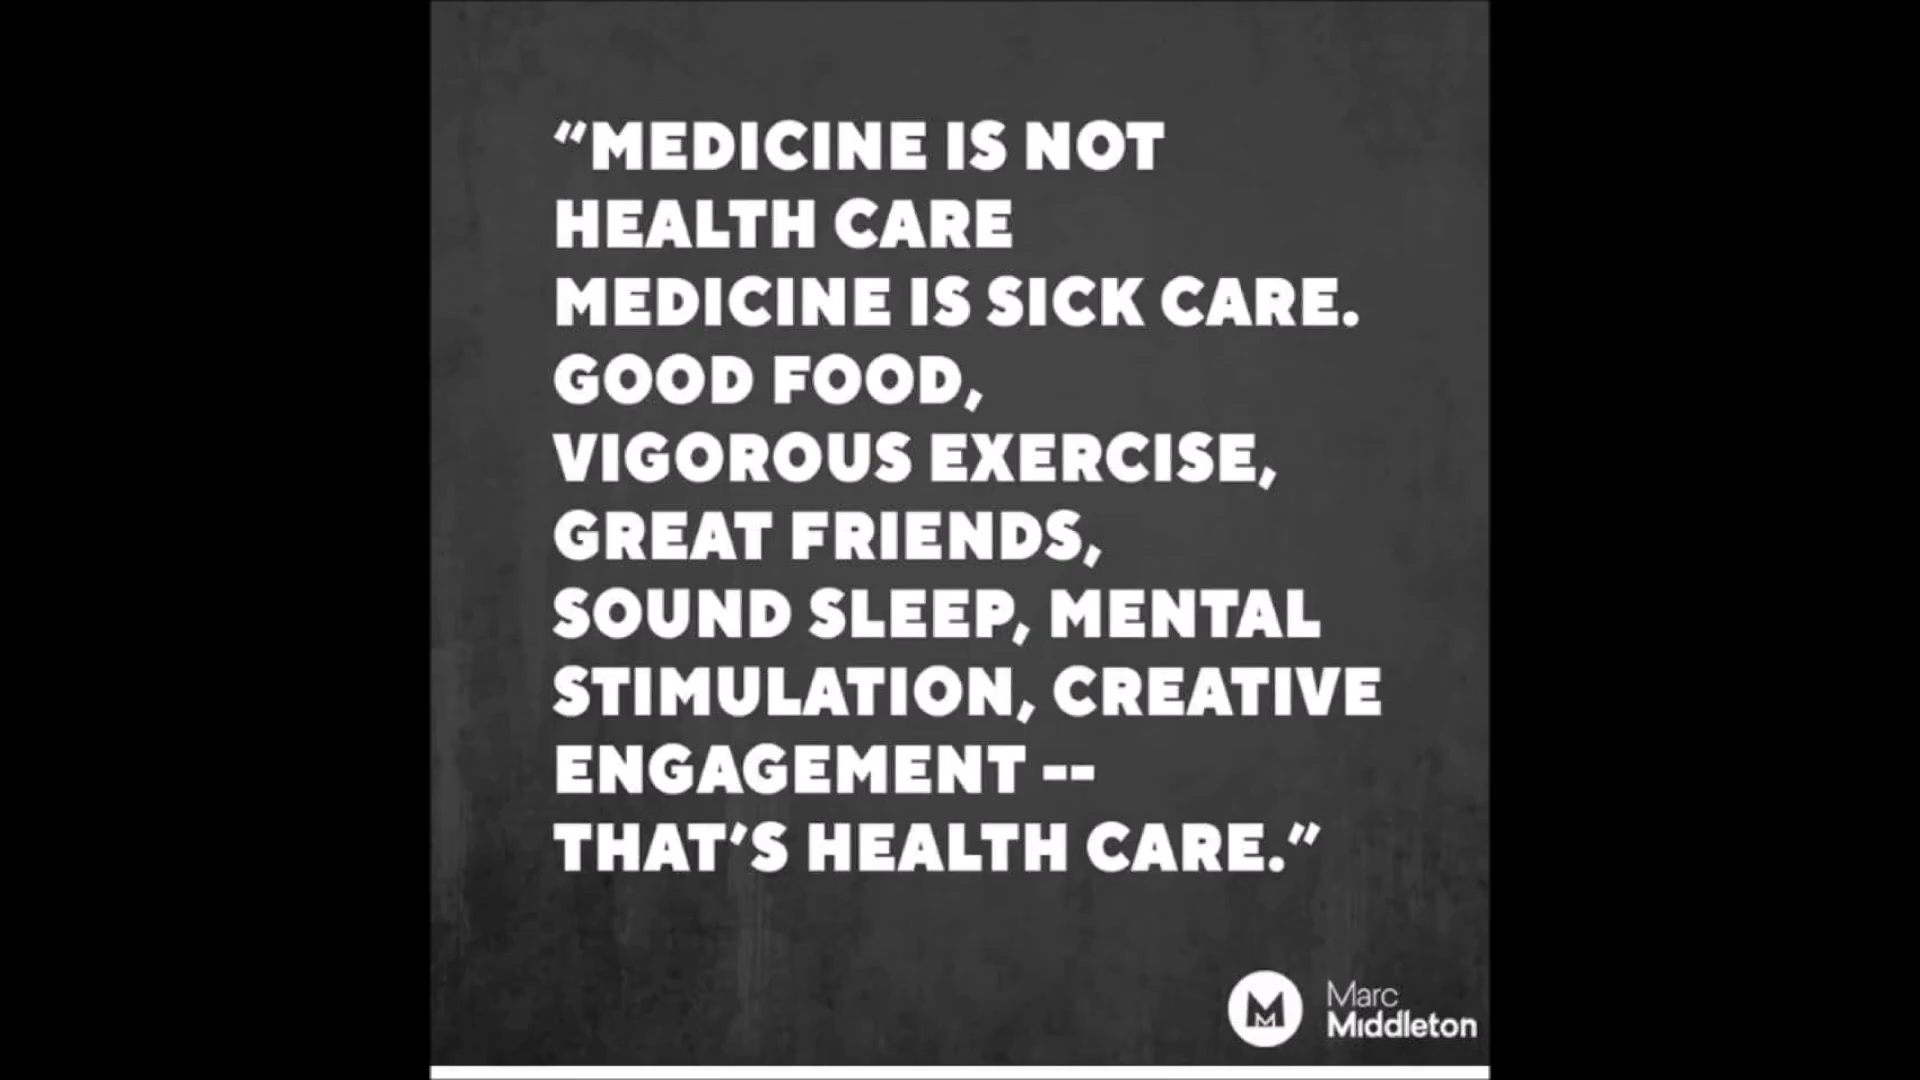 “MEDICINE IS NOT
HEALTH CARE
MEDICINE IS SICK CARE.
GOOD FOOD,
VIGOROUS EXERCISE,
GREAT FRIENDS,
SOUND SLEEP, MENTAL
STIMULATION, CREATIVE
ENGAGEMENT --
THAT’S HEALTH CARE.”
M
M
Marc
Middleton